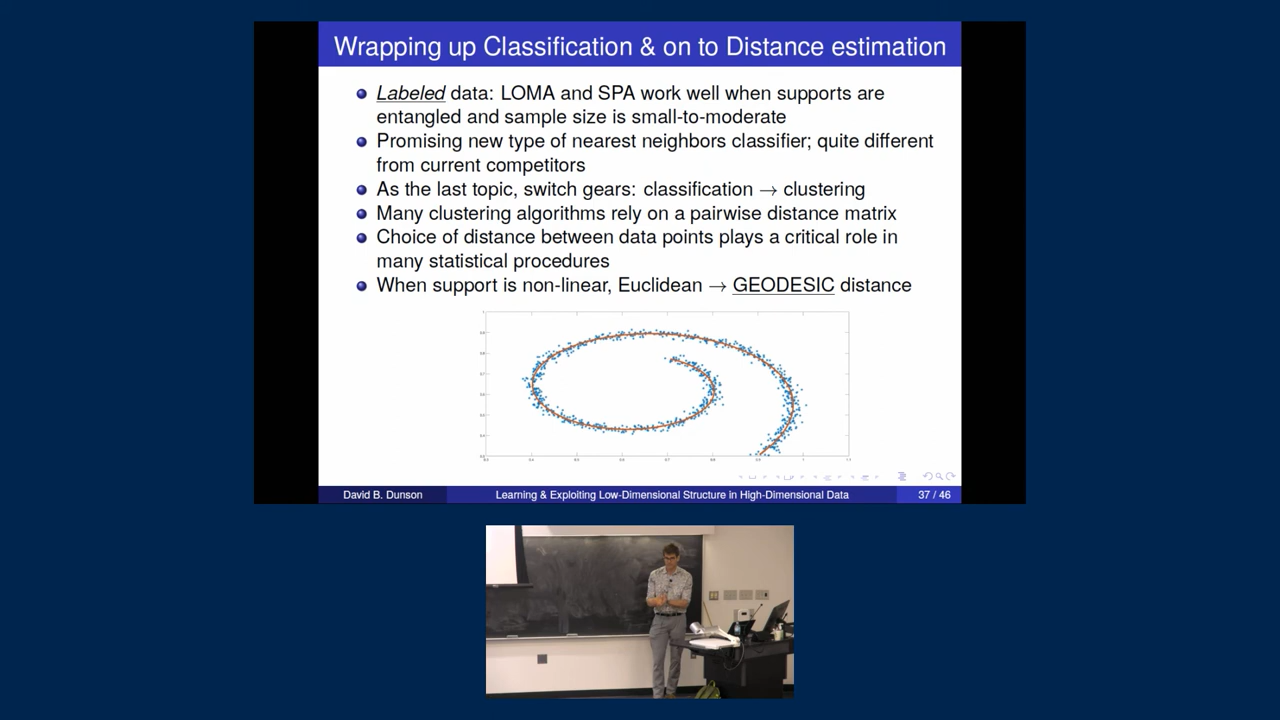 Wrapping up Classification & on to Distance estimation
Labeled data: LOMA and SPA work well when supports are
entangled and sample size is small-to-moderate
Promising new type of nearest neighbors classifier; quite different
from current competitors
As the last topic, switch gears: classification → clustering
Many clustering algorithms rely on a pairwise distance matrix
Choice of distance between data points plays a critical role in
many statistical procedures
When support is non-linear, Euclidean → GEODESIC distance
David B. Dunson
Learning & Exploiting Low-Dimensional Structure in High-Dimensional Data
37 / 46